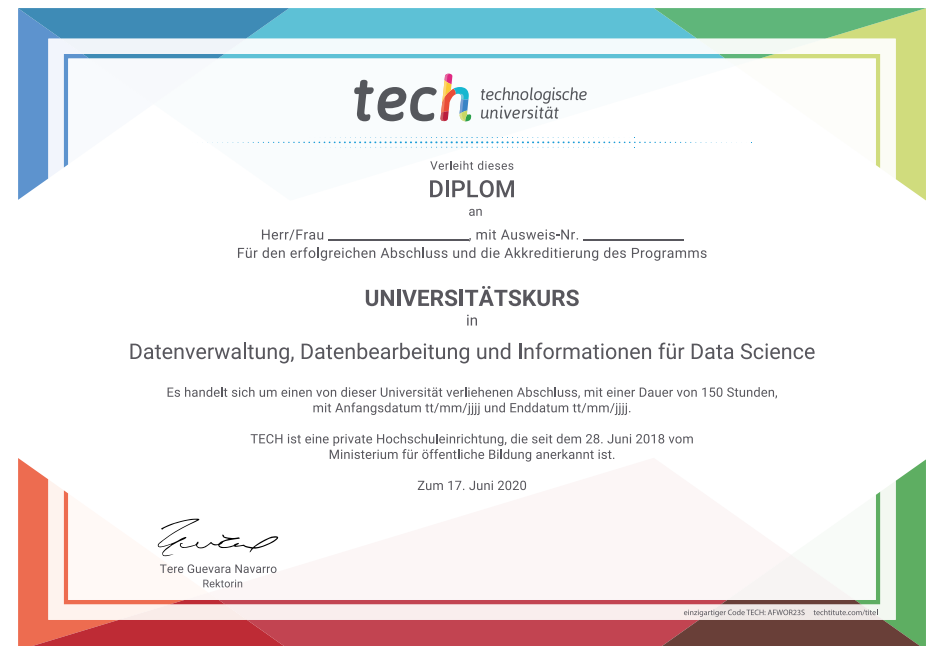 tech technologische
universität
Verleiht dieses
DIPLOM
an
Herr/Frau ____________________, mit Ausweis-Nr. ______________
Für den erfolgreichen Abschluss und die Akkreditierung des Programms
UNIVERSITÄTSKURS
in
Datenverwaltung, Datenbearbeitung und Informationen für Data Science
Es handelt sich um einen von dieser Universität verliehenen Abschluss, mit einer Dauer von 150 Stunden,
mit Anfangsdatum tt/mm/jjjj und Enddatum tt/mm/jjjj.
TECH ist eine private Hochschuleinrichtung, die seit dem 28. Juni 2018 vom
Ministerium für öffentliche Bildung anerkannt ist.
Zum 17. Juni 2020
Tere Guevara Navarro
Rektorin
einzigartiger Code TECH: AFWOR23S techtitute.com/titel